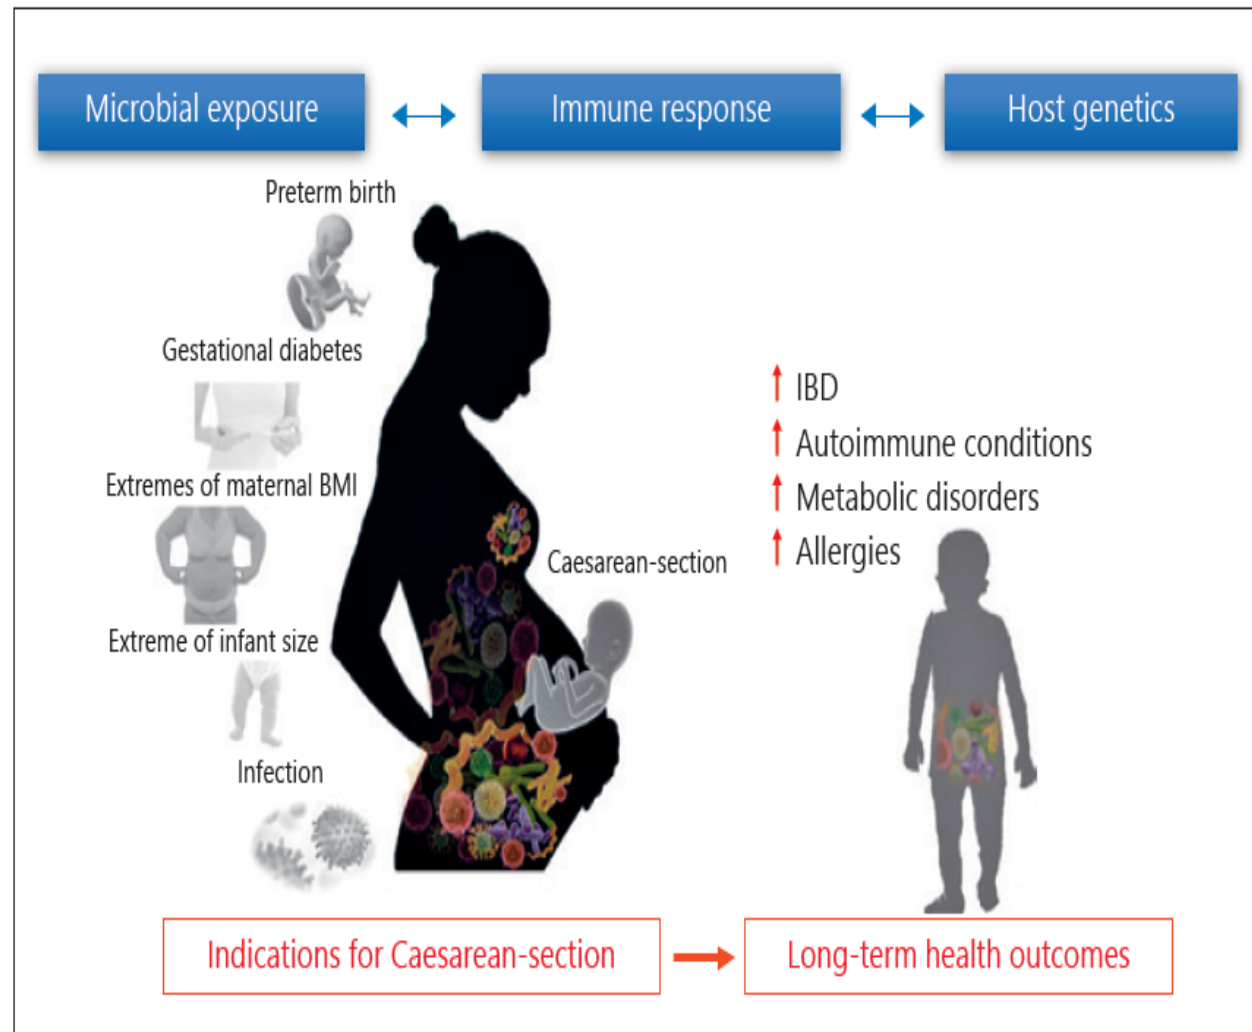 Microbial exposure
Immune response
Host genetics
Preterm birth
Gestational diabetes
Extremes of maternal BMI
Extreme of infant size
Infection
Caesarean-section
IBD
Autoimmune conditions
Metabolic disorders
Allergies
Indications for Caesarean-section
Long-term health outcomes